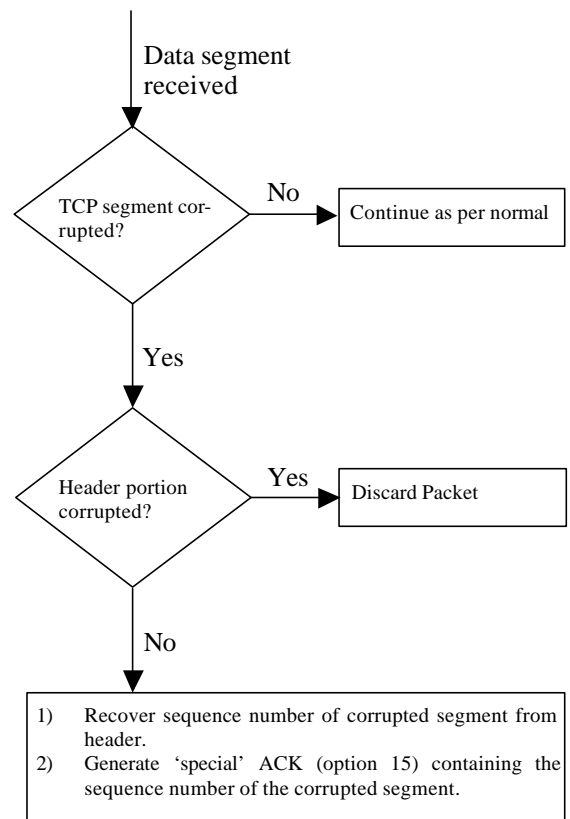 Data segment
received
TCP segment cor-
rupted?
No
Continue as per normal
Yes
Header portion
corrupted?
Yes
Discard Packet
No
1) Recover sequence number of corrupted segment from
header.
2) Generate ‘special’ ACK (option 15) containing the
sequence number of the corrupted segment.